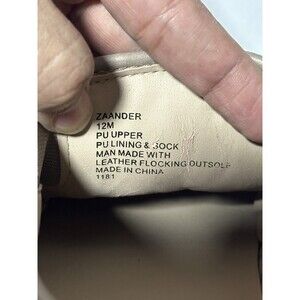 ZAANDER
12M
PU UPPER
PU LINING & SOCK
MAN MADE WITH
LEATHER FLOCKING OUTSOLE
MADE IN CHINA
1181